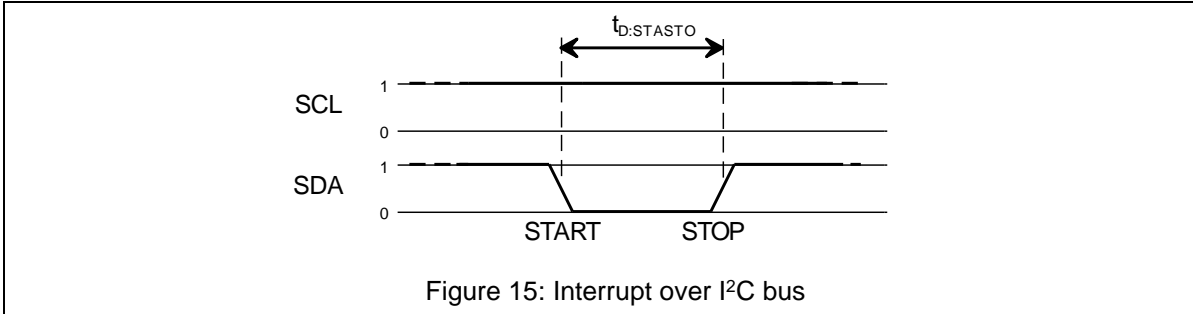 tD:STASTO
1
SCL
0
1
SDA
0
START STOP
Figure 15: Interrupt over I²C bus